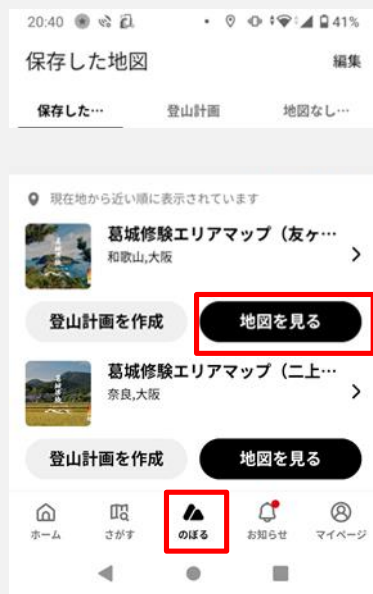 20:40 41%
保存した地図 編集
保存した… 登山計画 地図なし…
現在地から近い順に表示されています
葛城修験エリアマップ（友ヶ…
和歌山,大阪
登山計画を作成 地図を見る
葛城修験エリアマップ（二上…
奈良,大阪
登山計画を作成 地図を見る
ホーム さがす のぼる お知らせ マイページ